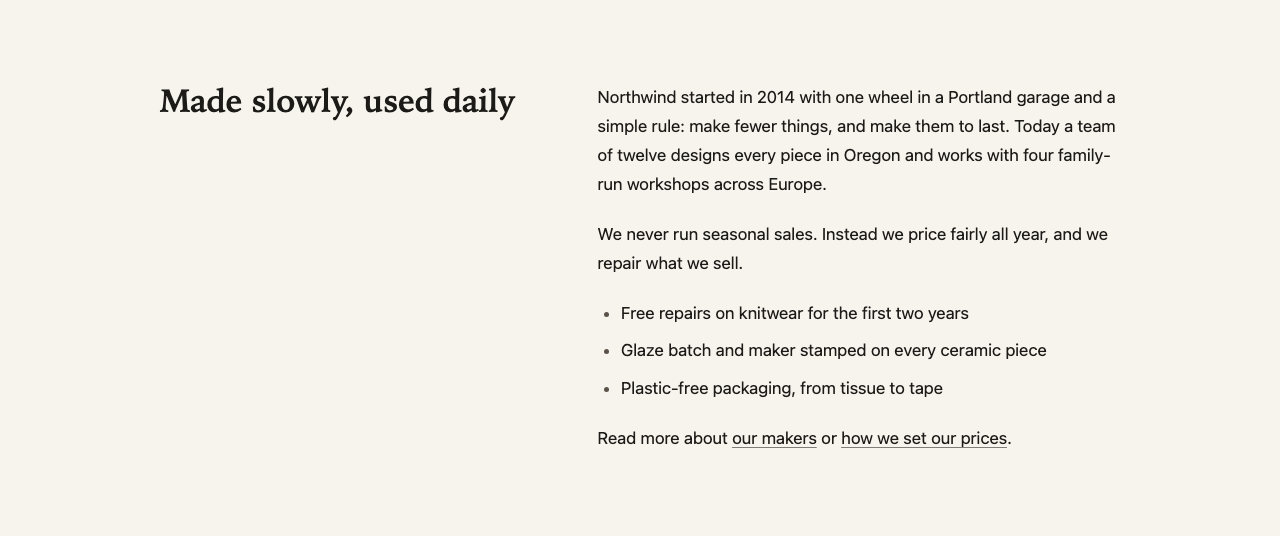 Made slowly, used daily
Northwind started in 2014 with one wheel in a Portland garage and a
simple rule: make fewer things, and make them to last. Today a team
of twelve designs every piece in Oregon and works with four family-
run workshops across Europe.
We never run seasonal sales. Instead we price fairly all year, and we
repair what we sell.
• Free repairs on knitwear for the first two years
• Glaze batch and maker stamped on every ceramic piece
• Plastic-free packaging, from tissue to tape
Read more about our makers or how we set our prices.